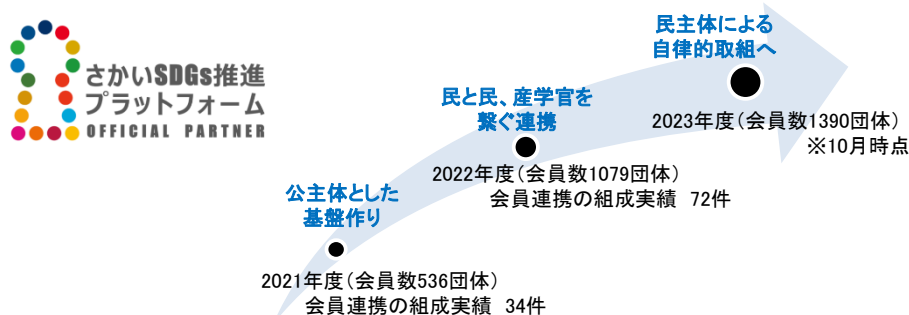 さかいSDGs推進
プラットフォーム
OFFICIAL PARTNER
公主体とした
基盤作り
2021年度（会員数536団体）
会員連携の組成実績 34件
民と民、産学官を
繋ぐ連携
2022年度（会員数1079団体）
会員連携の組成実績 72件
民主体による
自律的取組へ
2023年度（会員数1390団体）
※10月時点